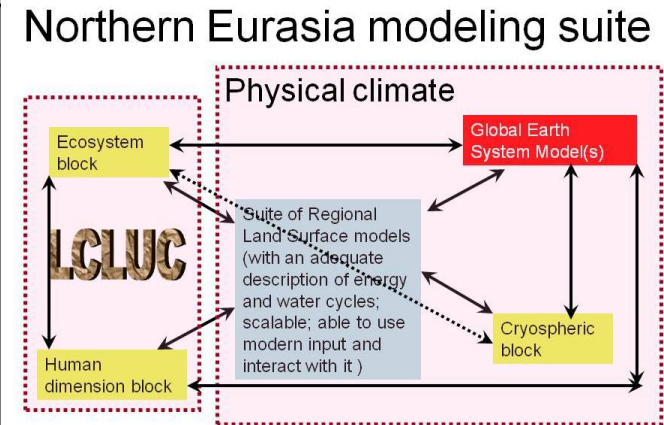 Northern Eurasia modeling suite
Physical climate
Ecosystem
block
Global Earth
System Model(s)
LCLUC
Suite of Regional
Land Surface models
(with an adequate
description of energy
and water cycles;
scalable; able to use
modern input and
interact with it )
Cryospheric
block
Human
dimension block